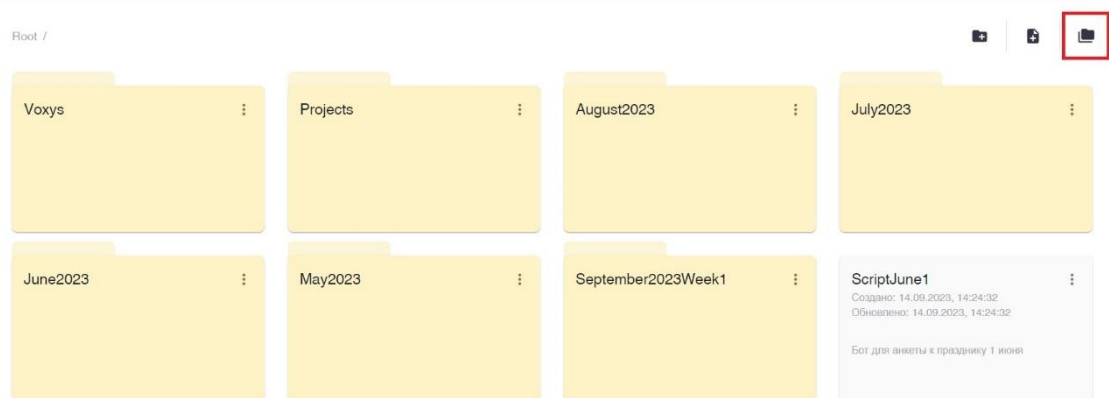 Root /
Voxys
Projects
August2023
July2023
June2023
May2023
September2023Week1
ScriptJune1
Создано: 14.09.2023, 14:24:32
Обновлено: 14.09.2023, 14:24:32
Бот для анкеты к празднику 1 июня